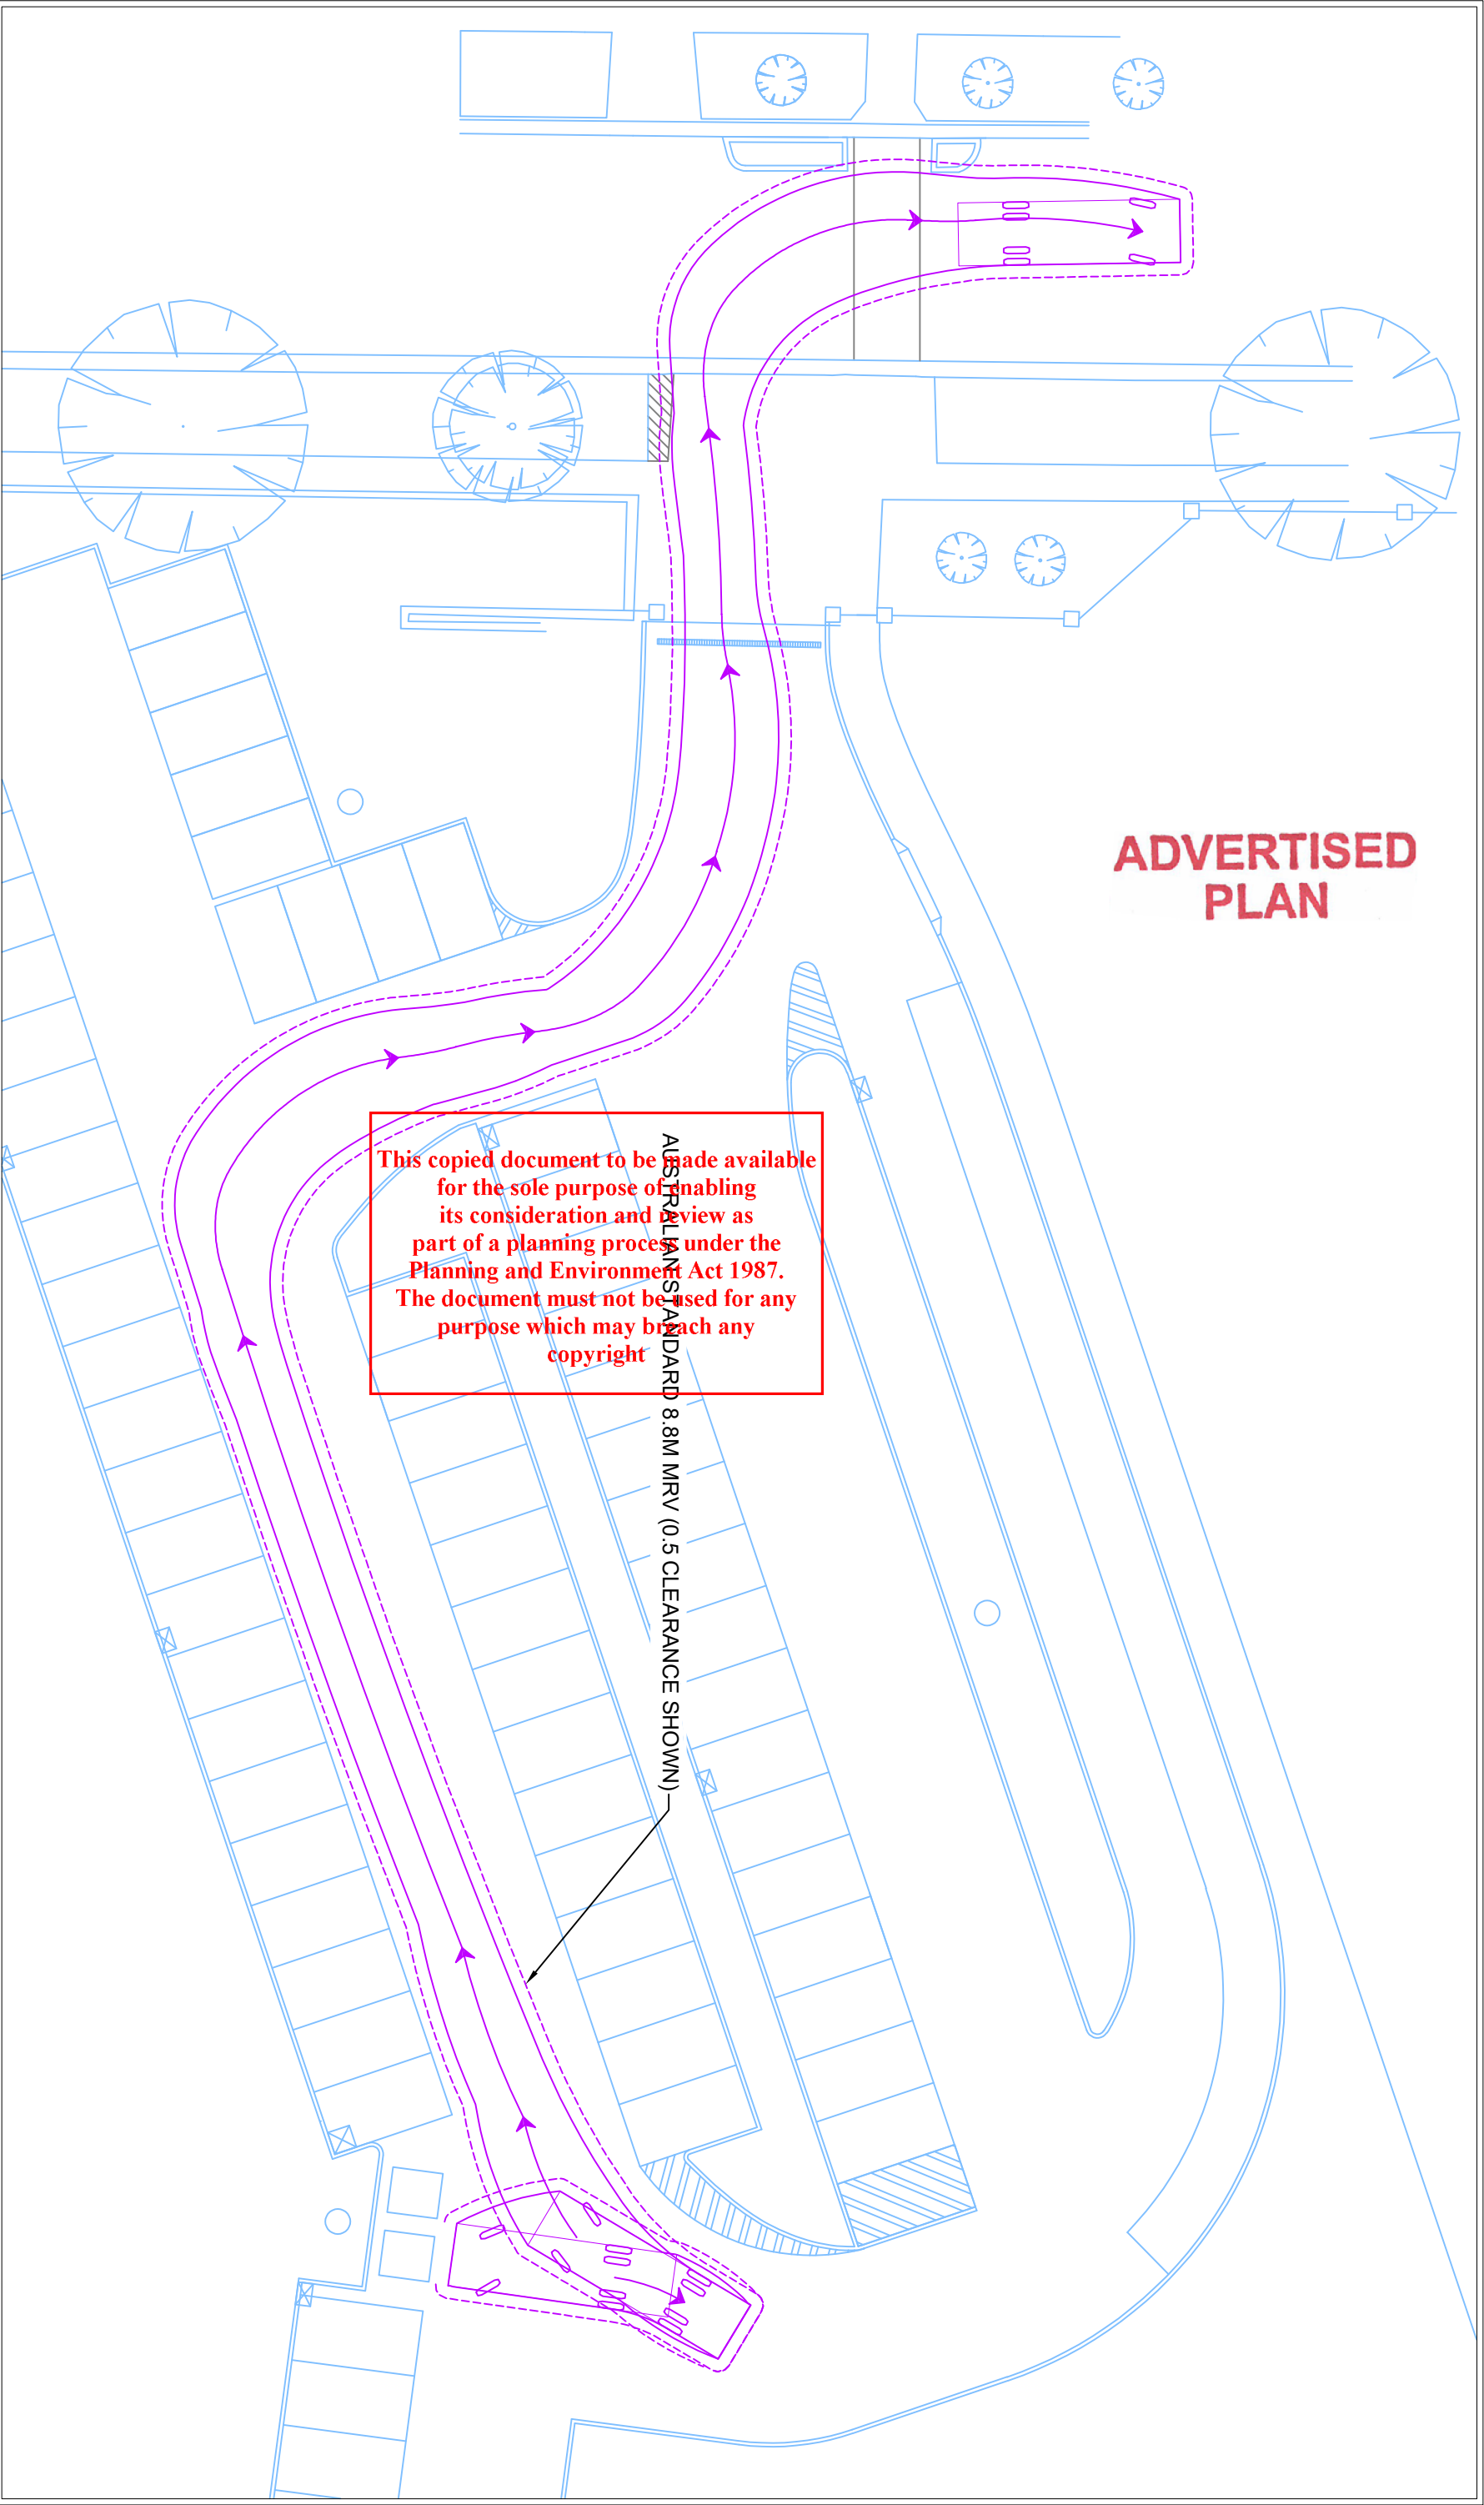 ADVERTISED
PLAN
This copied document to be made available
for the sole purpose of enabling
its consideration and review as
part of a planning process under the
Planning and Environment Act 1987.
The document must not be used for any
purpose which may breach any
copyright
AUSTRALIAN STANDARD 8.8M MRV (0.5 CLEARANCE SHOWN)